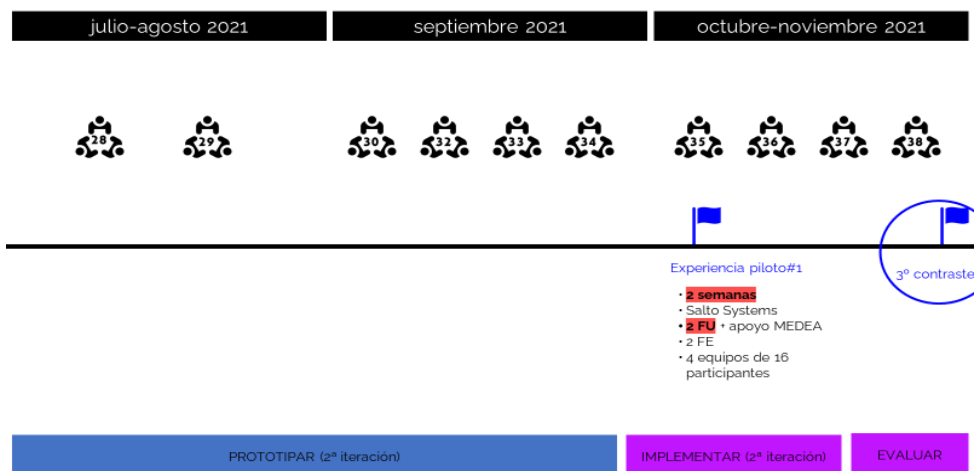 julio-agosto 2021
septiembre 2021
octubre-noviembre 2021
28
29
30
32
33
34
35
36
37
38
Experiencia piloto#1
3º contraste
• 2 semanas
• Salto Systems
• 2 FU + apoyo MEDEA
• 2 FE
• 4 equipos de 16
participantes
PROTOTIPAR (2ª iteración)
IMPLEMENTAR (2ª iteración)
EVALUAR